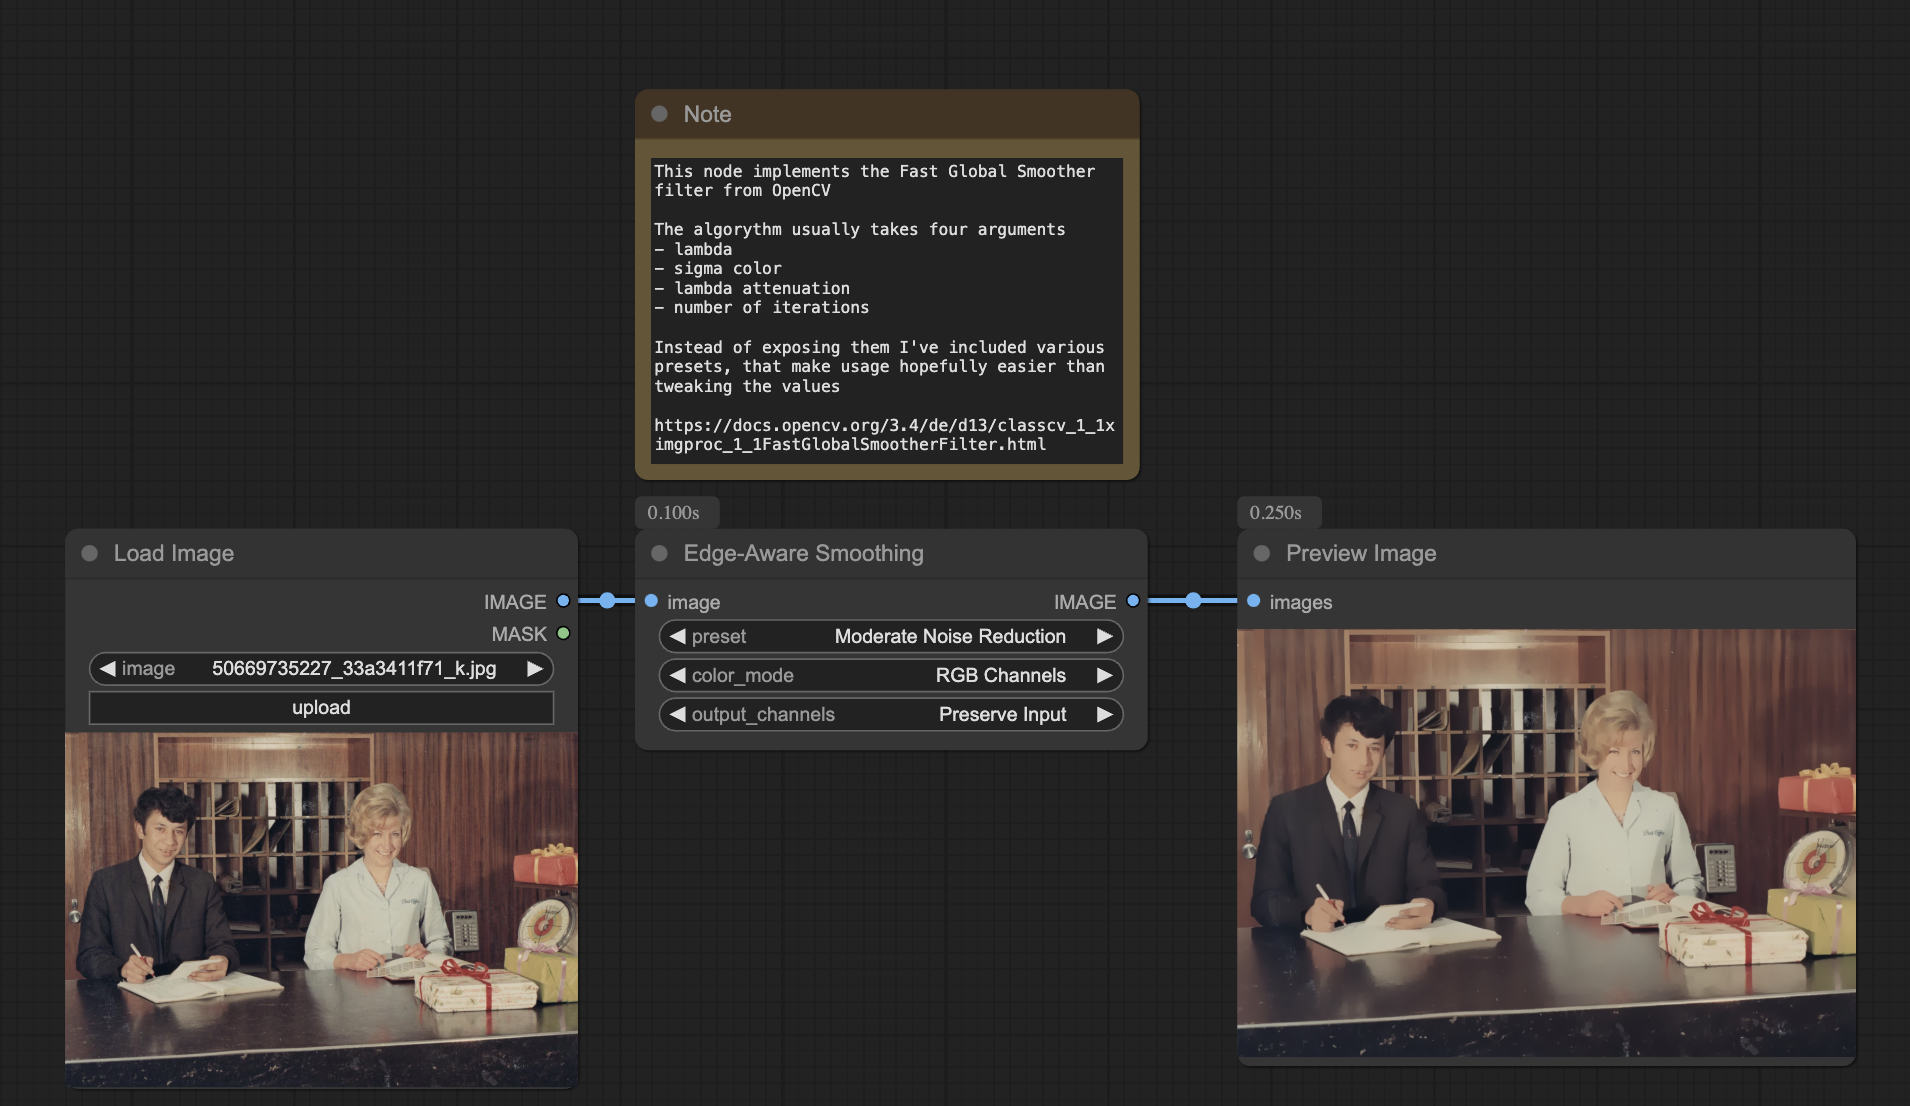 Note
This node implements the Fast Global Smoother
filter from OpenCV
The algorythm usually takes four arguments
- lambda
- sigma color
- lambda attenuation
- number of iterations
Instead of exposing them I've included various
presets, that make usage hopefully easier than
tweaking the values
https://docs.opencv.org/3.4/de/d13/classcv_1_1x
imgproc_1_1FastGlobalSmootherFilter.html
Load Image
IMAGE
MASK
image 50669735227_33a3411f71_k.jpg
upload
0.100s
Edge-Aware Smoothing
image IMAGE
preset Moderate Noise Reduction
color_mode RGB Channels
output_channels Preserve Input
0.250s
Preview Image
images